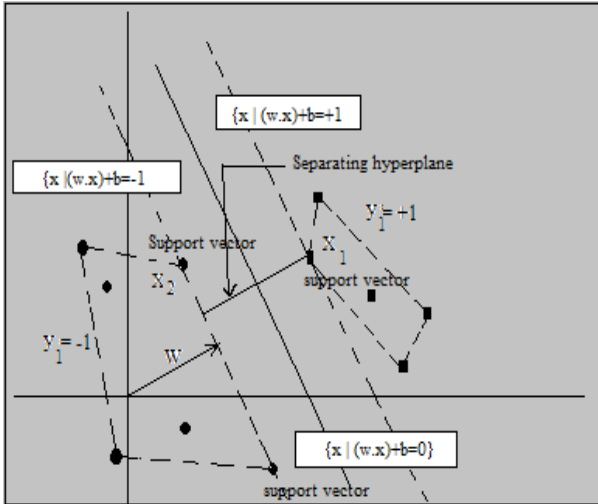 {x | (w.x)+b=+1
Separating hyperplane
{x |(w.x)+b=-1
y1= +1
Support vector
X1
X2
support vector
y1= -1
W
{x | (w.x)+b=0}
support vector